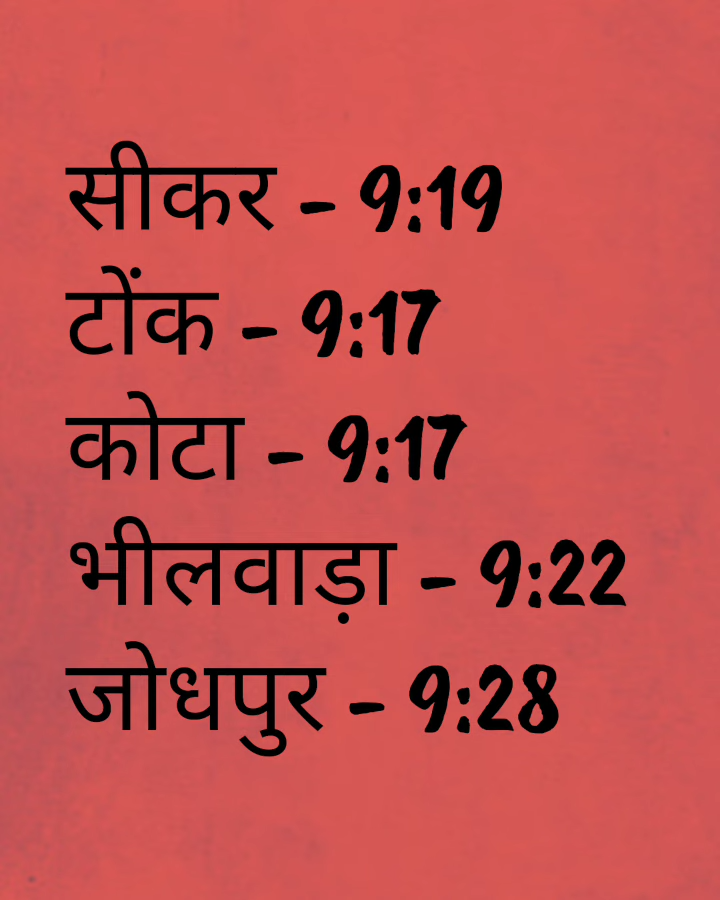 सीकर - 9:19
टोंक - 9:17
कोटा - 9:17
भीलवाड़ा - 9:22
जोधपुर - 9:28